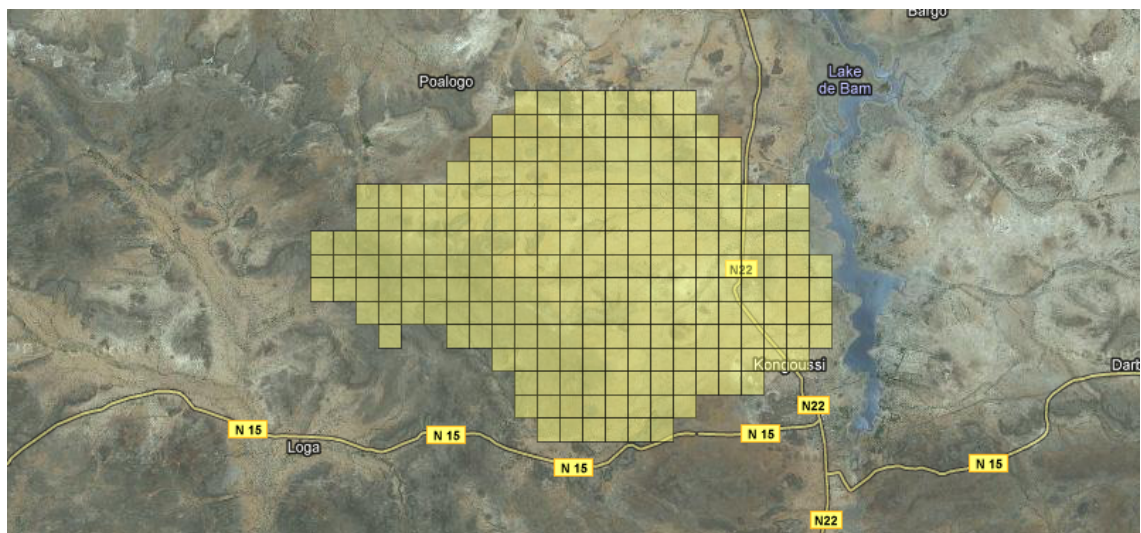 Bargo
Lake
de Bam
Poalogo
N22
Kongoussi
Darb
N22
N 15
N 15
N 15
Loga
N 15
N 15
N22